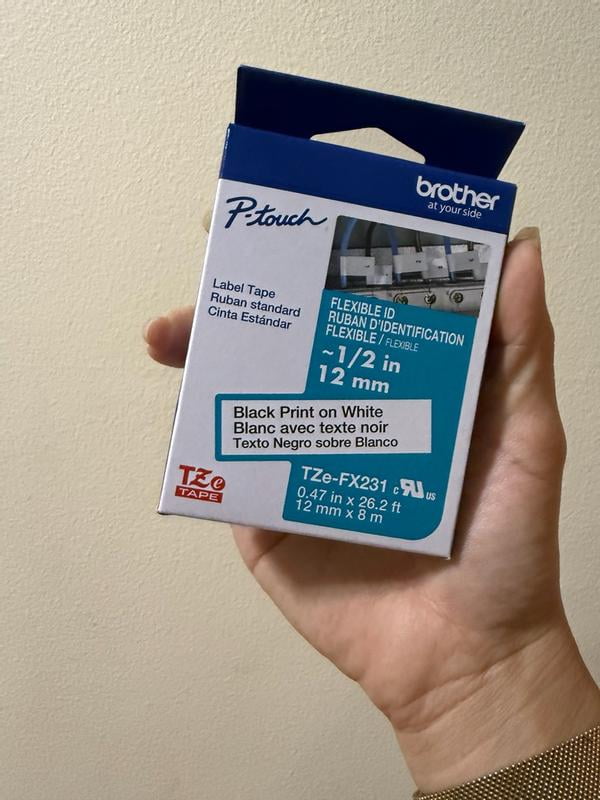 brother
at your side
P-touch
Label Tape
Ruban standard
Cinta Estándar
FLEXIBLE ID
RUBAN D'IDENTIFICATION
FLEXIBLE / FLEXIBLE
~1/2 in
12 mm
Black Print on White
Blanc avec texte noir
Texto Negro sobre Blanco
TZe
TAPE
TZe-FX231 c RU US
0.47 in x 26.2 ft
12 mm x 8 m